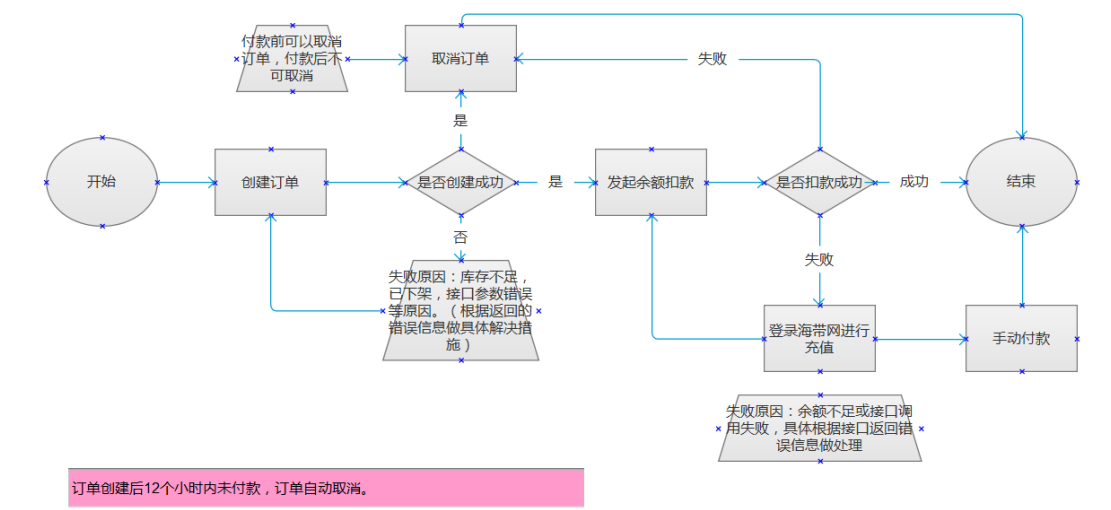 付款前可以取消
订单，付款后不
可取消
取消订单
失败
是
开始
创建订单
是否创建成功
是
发起余额扣款
是否扣款成功
成功
结束
否
失败
失败原因：库存不足，
已下架，接口参数错误
等原因。（根据返回的
错误信息做具体解决措
施）
登录海带网进行
充值
手动付款
失败原因：余额不足或接口调
用失败，具体根据接口返回错
误信息做处理
订单创建后12个小时内未付款，订单自动取消。